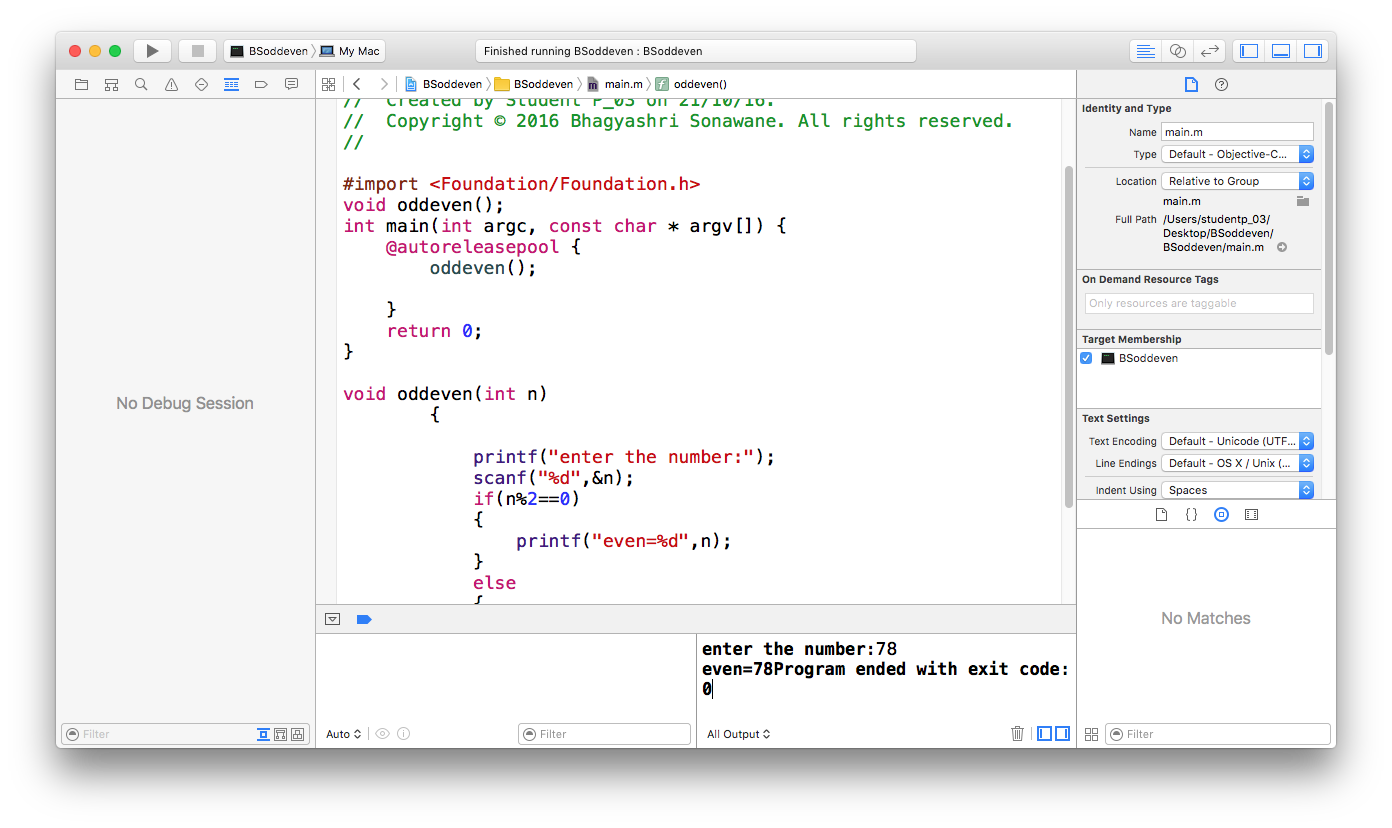 BSoddeven 〉 My Mac
Finished running BSoddeven : BSoddeven
BSoddeven 〉 BSoddeven 〉 main.m 〉 oddeven()
No Debug Session
Filter
//  Created by Student P_03 on 21/10/16.
//  Copyright © 2016 Bhagyashri Sonawane. All rights reserved.
//
#import <Foundation/Foundation.h>
void oddeven();
int main(int argc, const char * argv[]) {
    @autoreleasepool {
        oddeven();
    }
    return 0;
}
void oddeven(int n)
        {
            printf("enter the number:");
            scanf("%d",&n);
            if(n%2==0)
            {
                printf("even=%d",n);
            }
            else
            {
Auto
Filter
enter the number:78
even=78Program ended with exit code:
0
All Output
Identity and Type
Name main.m
Type Default - Objective-C...
Location Relative to Group
main.m
Full Path /Users/studentp_03/
Desktop/BSoddeven/
BSoddeven/main.m
On Demand Resource Tags
Only resources are taggable
Target Membership
BSoddeven
Text Settings
Text Encoding Default - Unicode (UTF...
Line Endings Default - OS X / Unix (...
Indent Using Spaces
{}
No Matches
Filter